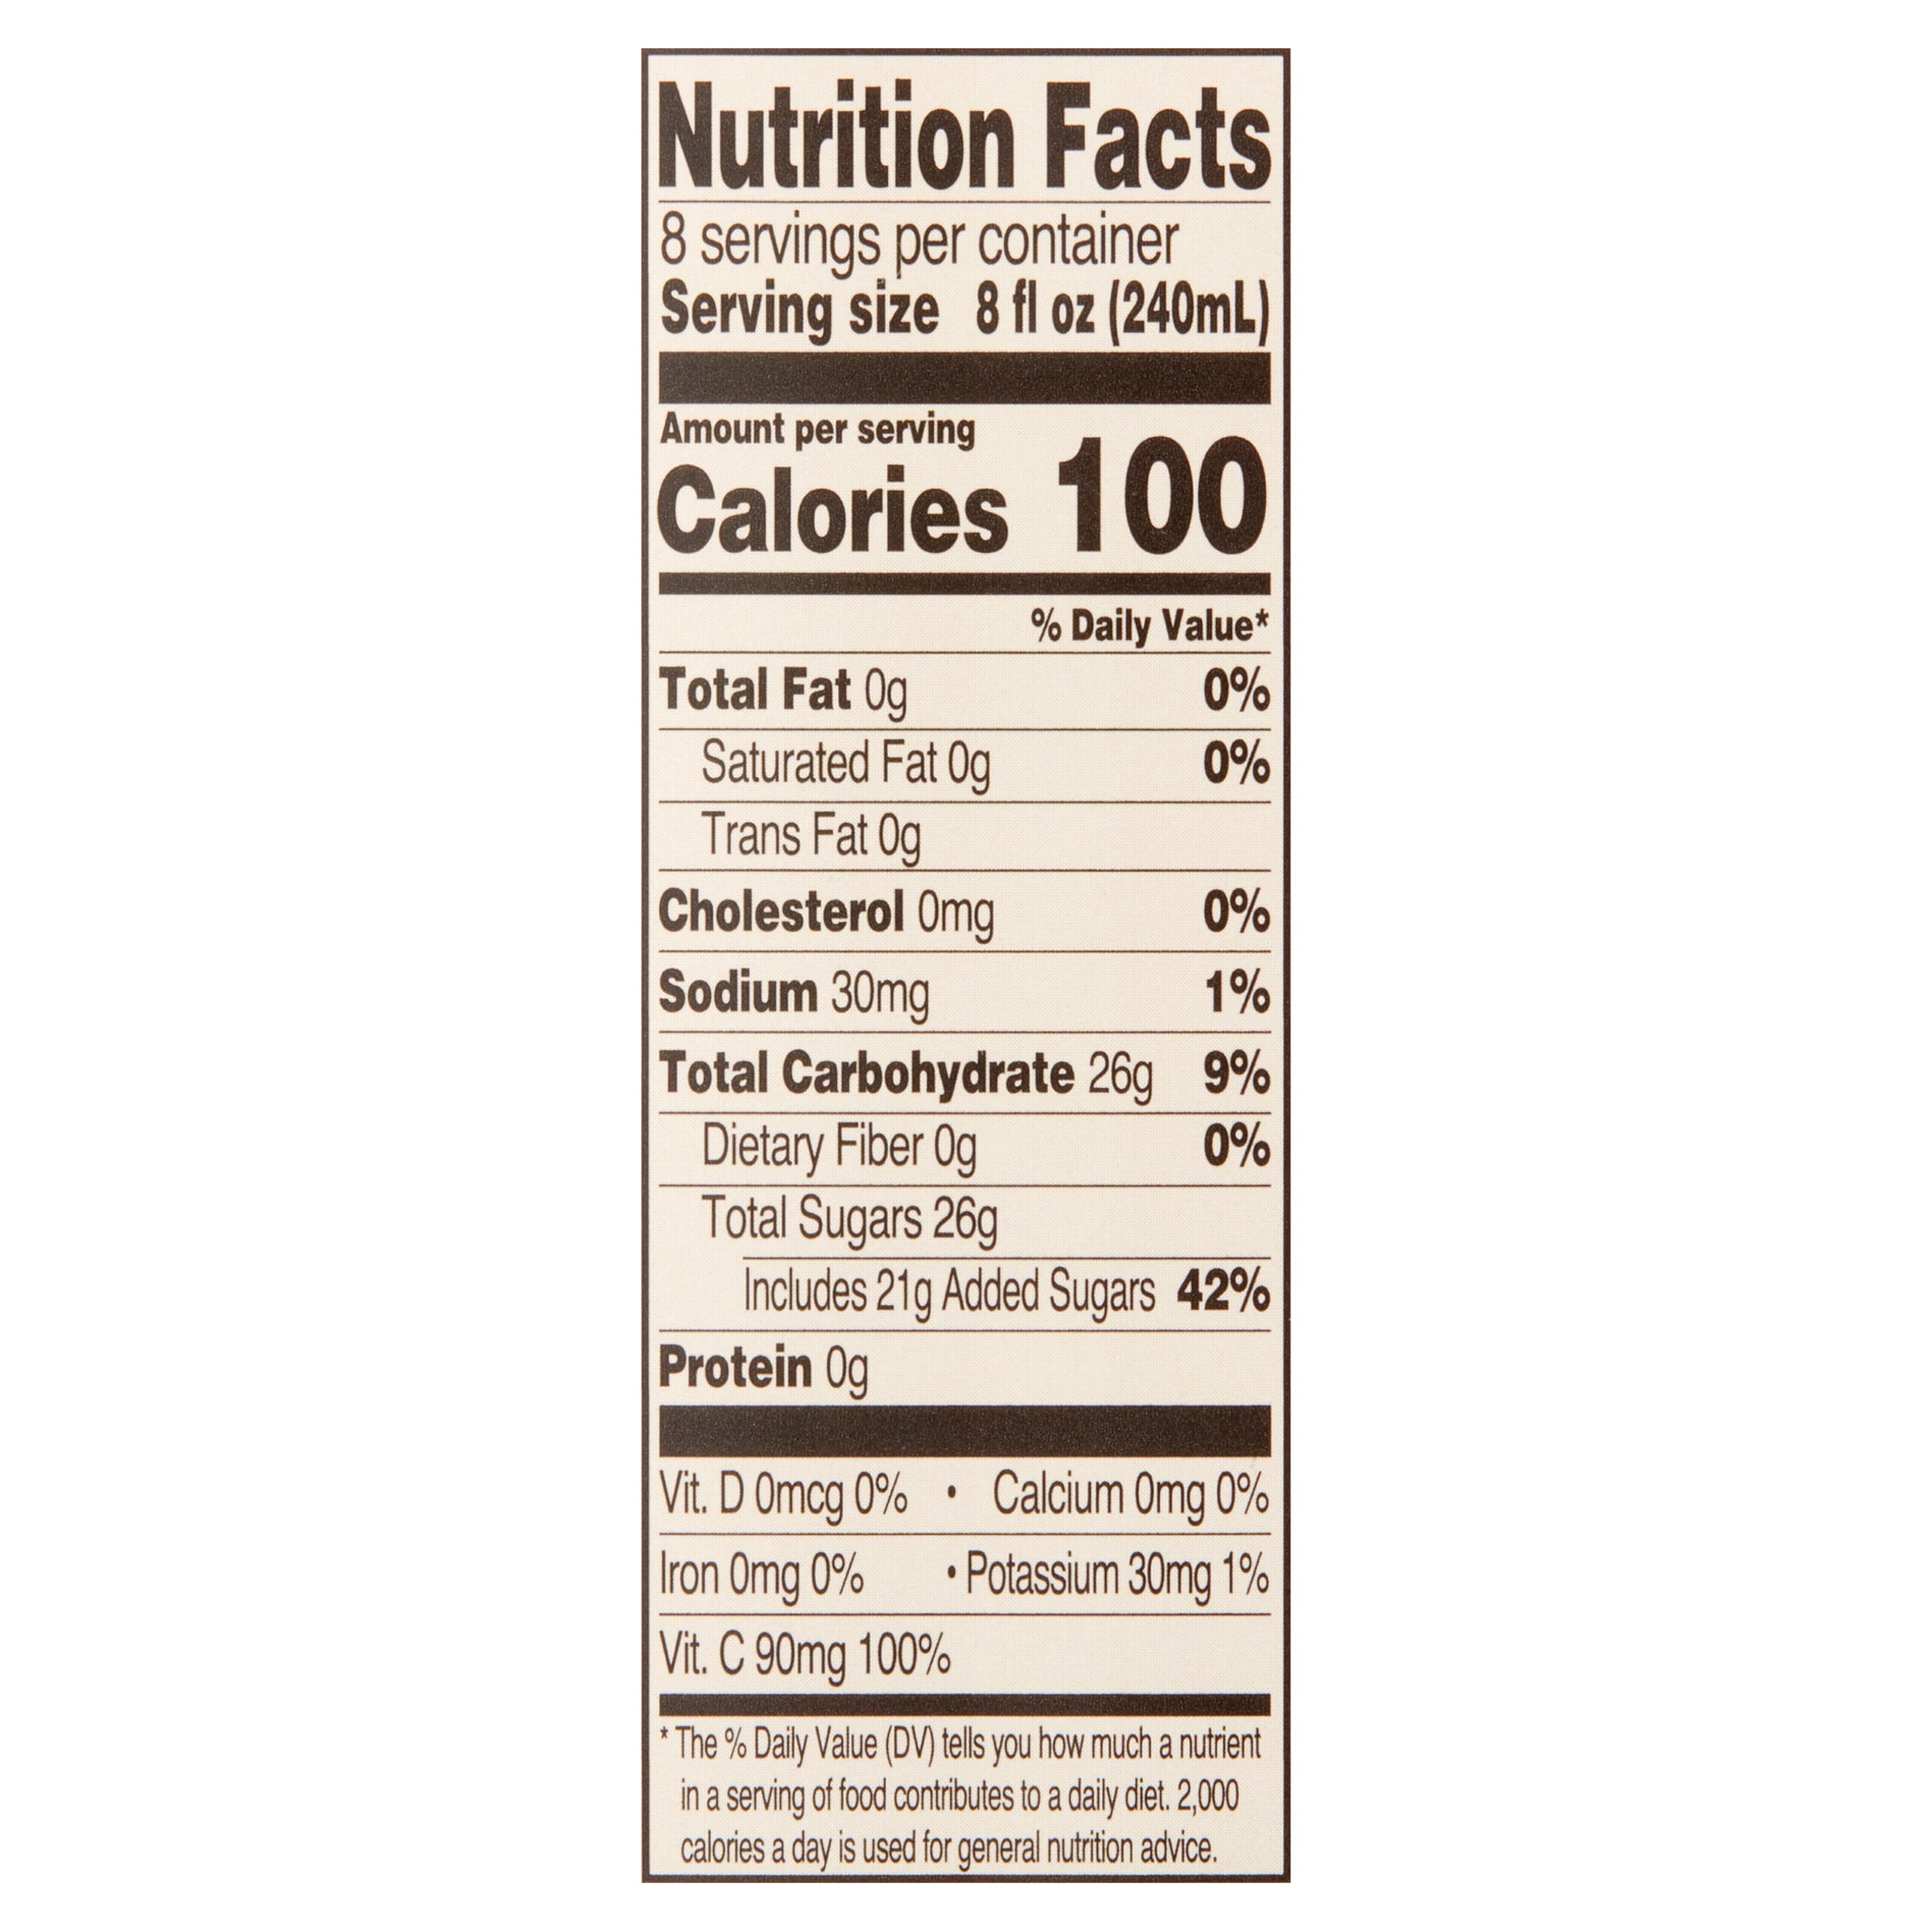 Nutrition Facts
8 servings per container
Serving size 8 fl oz (240mL)
Amount per serving
Calories 100
% Daily Value*
Total Fat 0g 0%
Saturated Fat 0g 0%
Trans Fat 0g
Cholesterol 0mg 0%
Sodium 30mg 1%
Total Carbohydrate 26g 9%
Dietary Fiber 0g 0%
Total Sugars 26g
Includes 21g Added Sugars 42%
Protein 0g
Vit. D 0mcg 0% • Calcium 0mg 0%
Iron 0mg 0% • Potassium 30mg 1%
Vit. C 90mg 100%
* The % Daily Value (DV) tells you how much a nutrient
in a serving of food contributes to a daily diet. 2,000
calories a day is used for general nutrition advice.